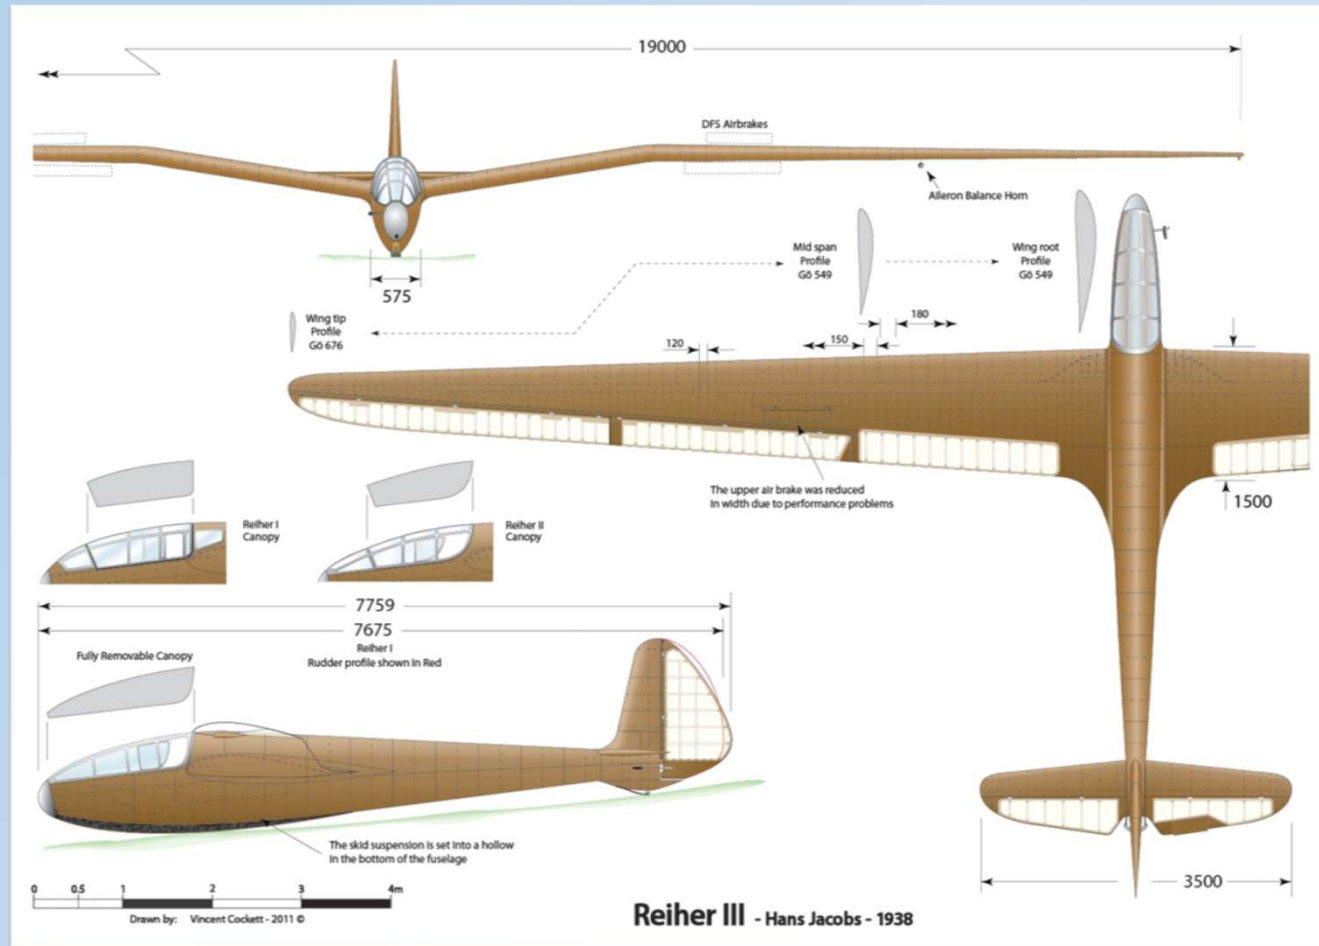 19000
DFS Airbrakes
Aileron Balance Horn
575
Mid span
Profile
Gö 549
Wing root
Profile
Gö 549
Wing tip
Profile
Gö 676
180
150
120
1500
The upper air brake was reduced
in width due to performance problems
Reiher I
Canopy
Reiher II
Canopy
7759
7675
Reiher I
Rudder profile shown in Red
Fully Removable Canopy
The skid suspension is set into a hollow
in the bottom of the fuselage
3500
0 0.5 1 2 3 4m
Drawn by: Vincent Cockett - 2011 ©
Reiher III - Hans Jacobs - 1938